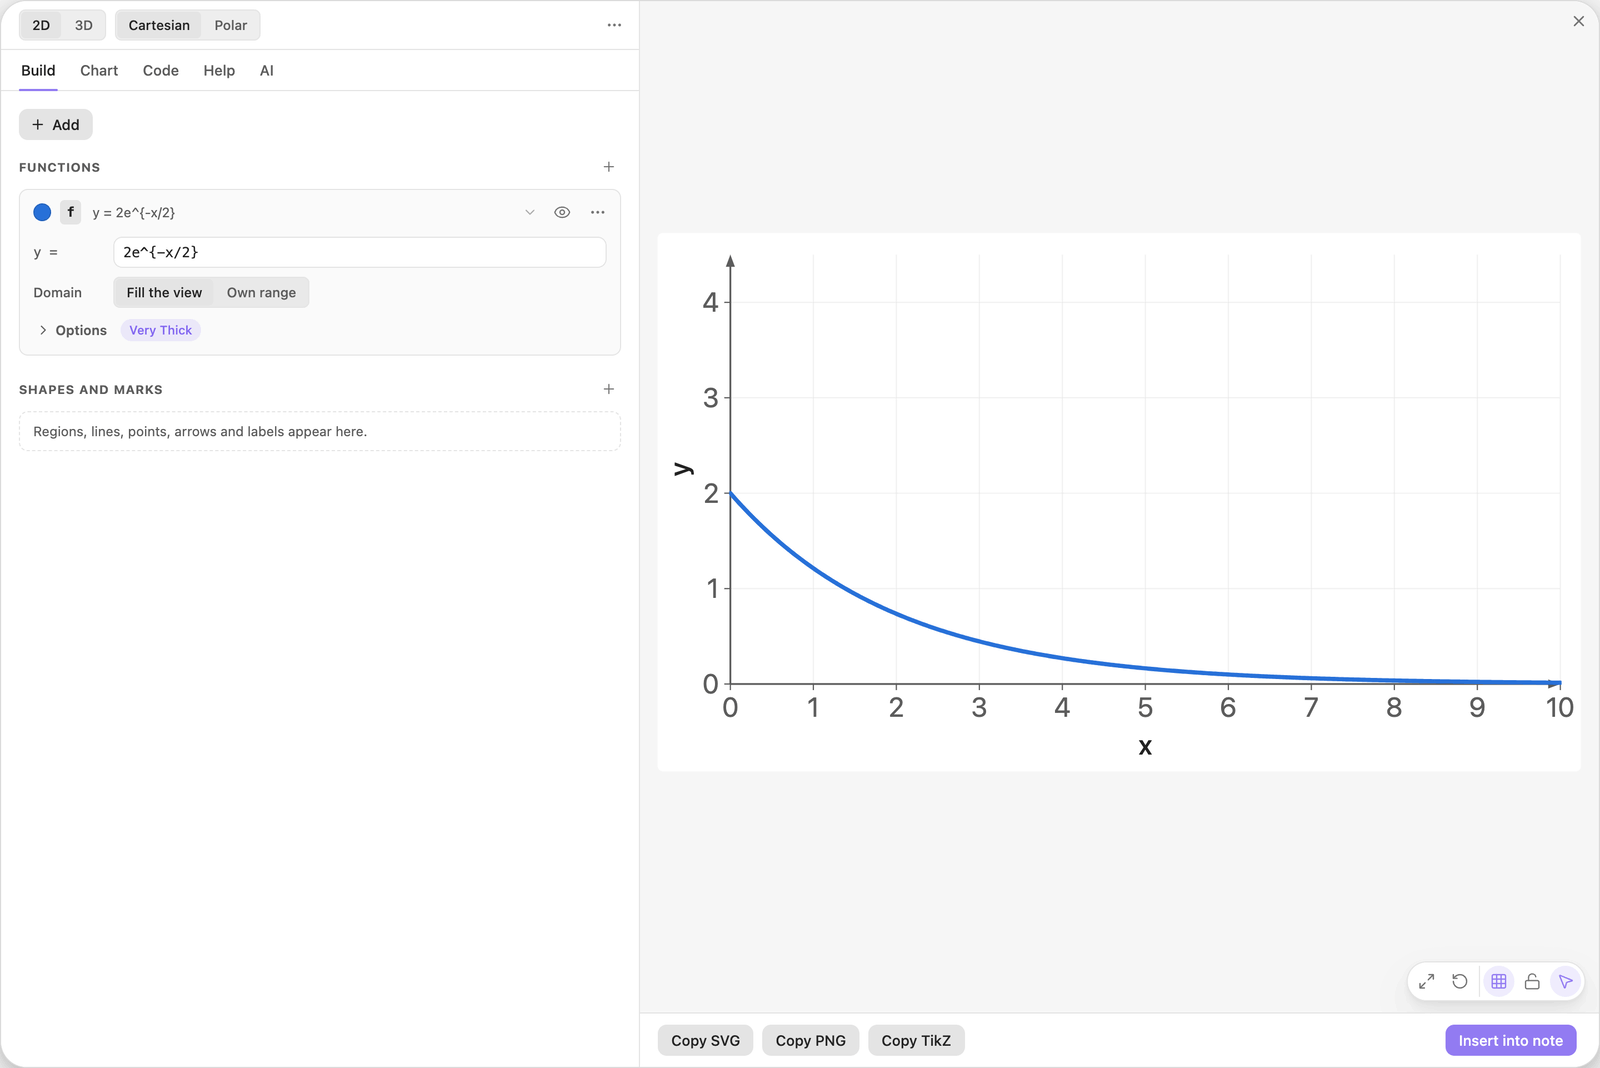 2D 3D Cartesian Polar
Build Chart Code Help AI
+ Add
FUNCTIONS
f y = 2e^{-x/2}
y = 2e^{-x/2}
Domain Fill the view Own range
Options Very Thick
SHAPES AND MARKS
Regions, lines, points, arrows and labels appear here.
4
3
y
2
1
0
0 1 2 3 4 5 6 7 8 9 10
x
Copy SVG Copy PNG Copy TikZ Insert into note